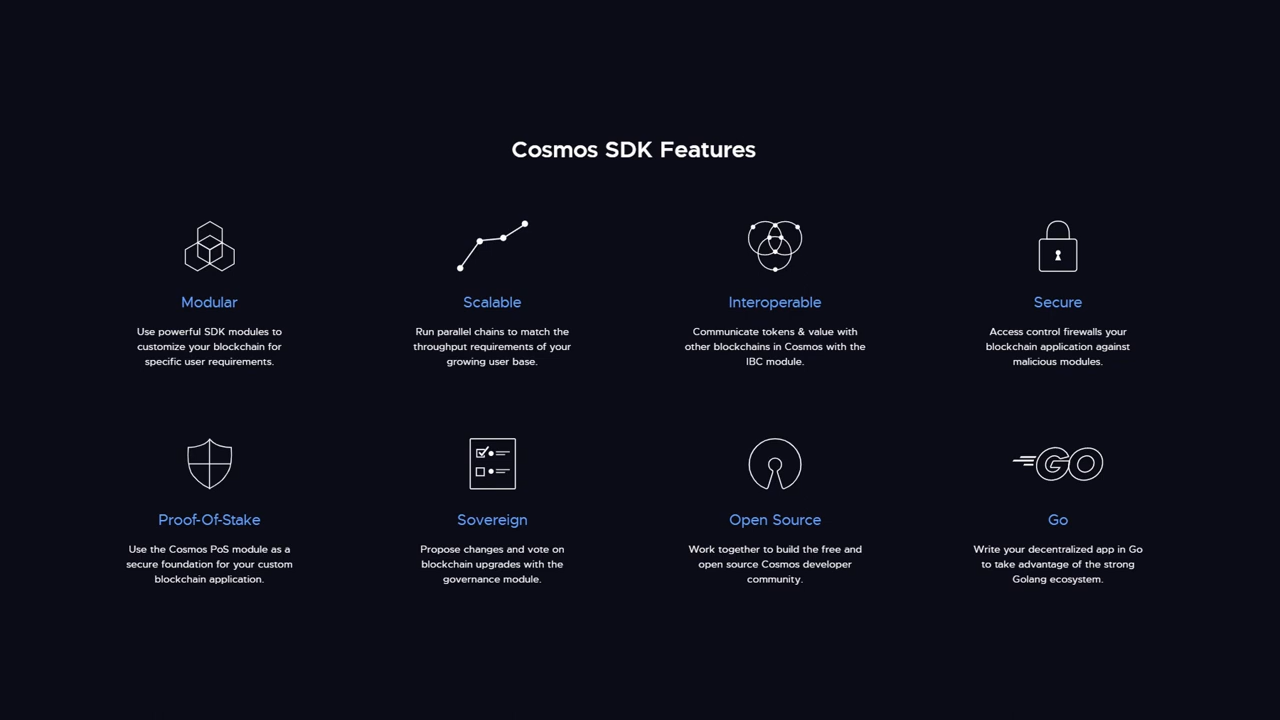 Cosmos SDK Features
Modular
Use powerful SDK modules to
customize your blockchain for
specific user requirements.
Scalable
Run parallel chains to match the
throughput requirements of your
growing user base.
Interoperable
Communicate tokens & value with
other blockchains in Cosmos with the
IBC module.
Secure
Access control firewalls your
blockchain application against
malicious modules.
Proof-Of-Stake
Use the Cosmos PoS module as a
secure foundation for your custom
blockchain application.
Sovereign
Propose changes and vote on
blockchain upgrades with the
governance module.
Open Source
Work together to build the free and
open source Cosmos developer
community.
GO
Go
Write your decentralized app in Go
to take advantage of the strong
Golang ecosystem.